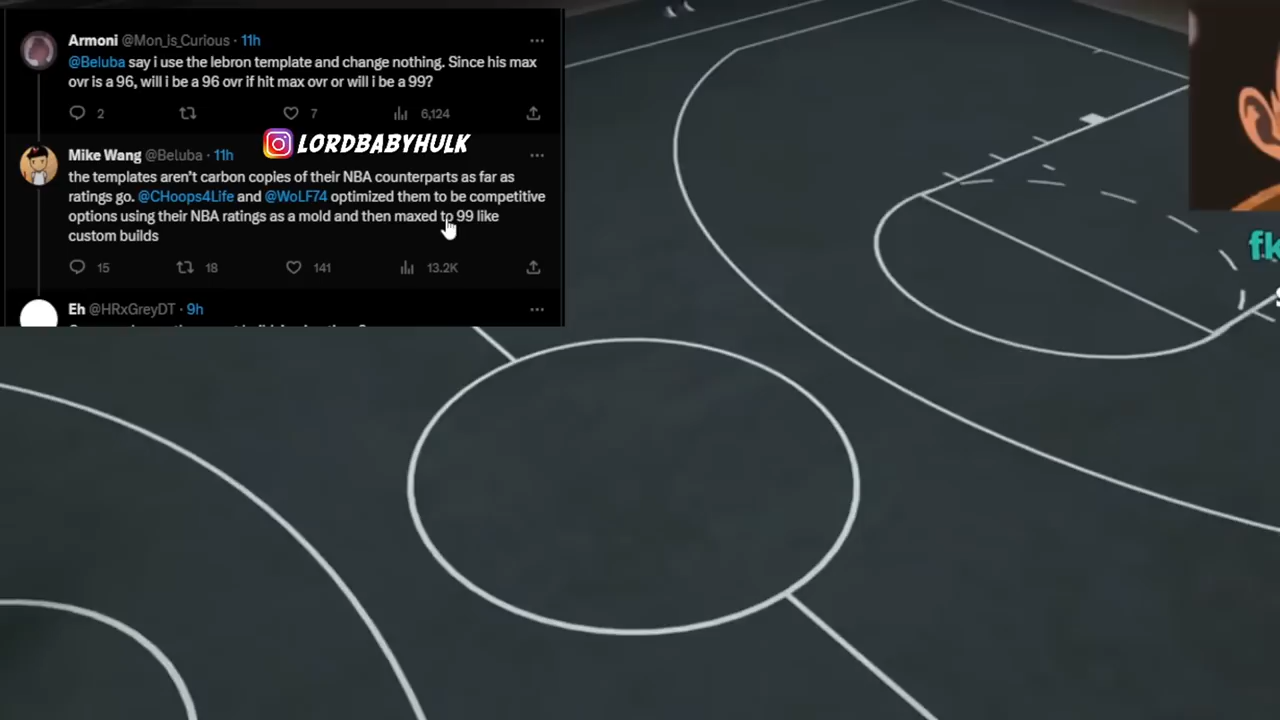 Armoni @Mon_is_Curious · 11h
@Beluba say i use the lebron template and change nothing. Since his max
ovr is a 96, will i be a 96 ovr if hit max ovr or will i be a 99?
2 7 6,124
LORDBABYHULK
Mike Wang @Beluba · 11h
the templates aren't carbon copies of their NBA counterparts as far as
ratings go. @CHoops4Life and @WoLF74 optimized them to be competitive
options using their NBA ratings as a mold and then maxed to 99 like
custom builds
15 18 141 13.2K
Eh @HRxGreyDT · 9h
fk